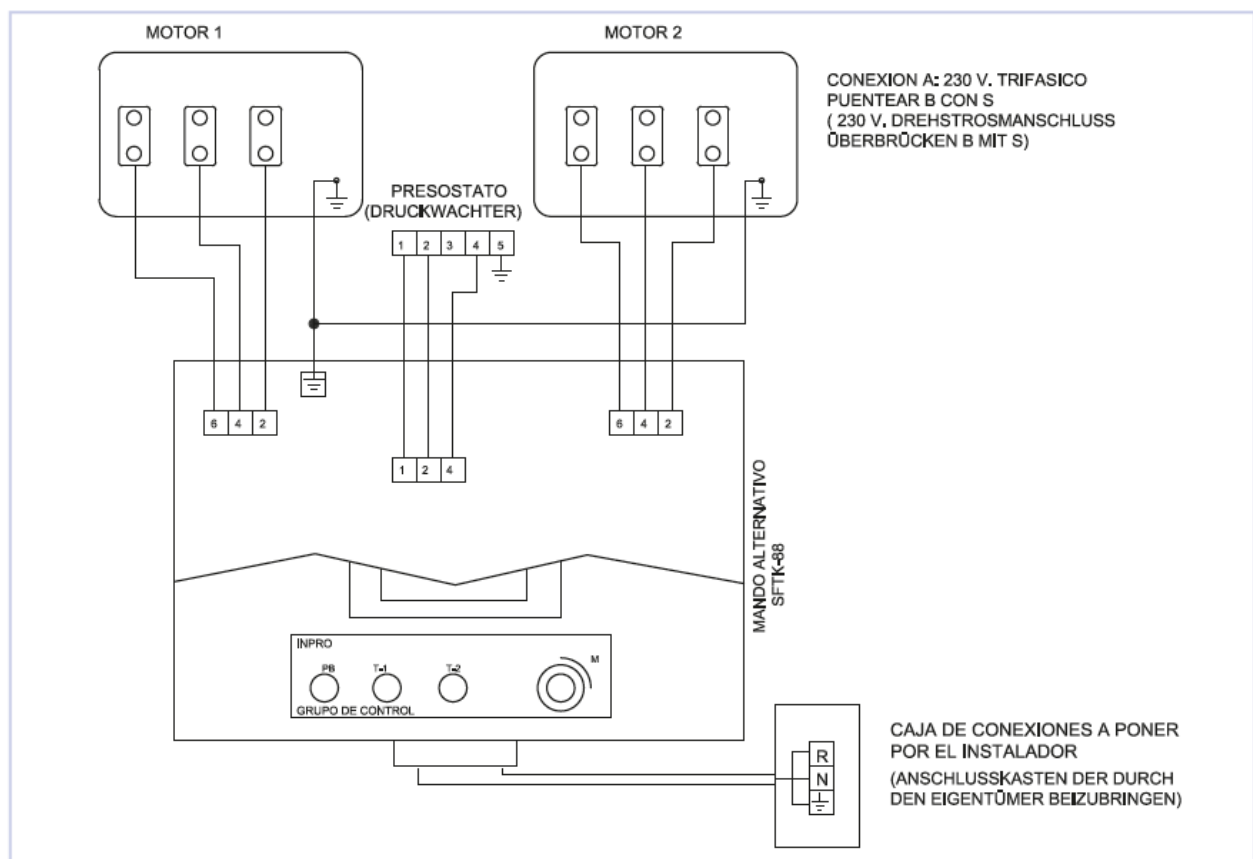 MOTOR 1
MOTOR 2
CONEXION A: 230 V. TRIFASICO
PUENTEAR B CON S
( 230 V. DREHSTROSMANSCHLUSS
ÜBERBRÜCKEN B MIT S)
PRESOSTATO
(DRUCKWACHTER)
1 2 3 4 5
6 4 2
6 4 2
1 2 4
MANDO ALTERNATIVO
SFTK-88
INPRO
PB T-1 T-2 M
GRUPO DE CONTROL
R
N
CAJA DE CONEXIONES A PONER
POR EL INSTALADOR
(ANSCHLUSSKASTEN DER DURCH
DEN EIGENTÜMER BEIZUBRINGEN)